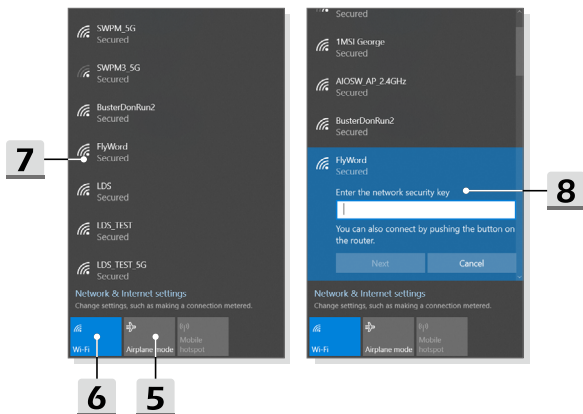 SWPM_5G
Secured
SWPM3_5G
Secured
BusterDonRun2
Secured
FlyWord
Secured
LDS
Secured
LDS_TEST
Secured
LDS_TEST_5G
Secured
Network & Internet settings
Change settings, such as making a connection metered.
Wi-Fi
Airplane mode
Mobile
hotspot
7
6
5
Secured
1MSI George
Secured
AIOSW_AP_2.4GHz
Secured
BusterDonRun2
Secured
FlyWord
Secured
Enter the network security key
You can also connect by pushing the button on
the router.
Next
Cancel
Network & Internet settings
Change settings, such as making a connection metered.
Wi-Fi
Airplane mode
Mobile
hotspot
8